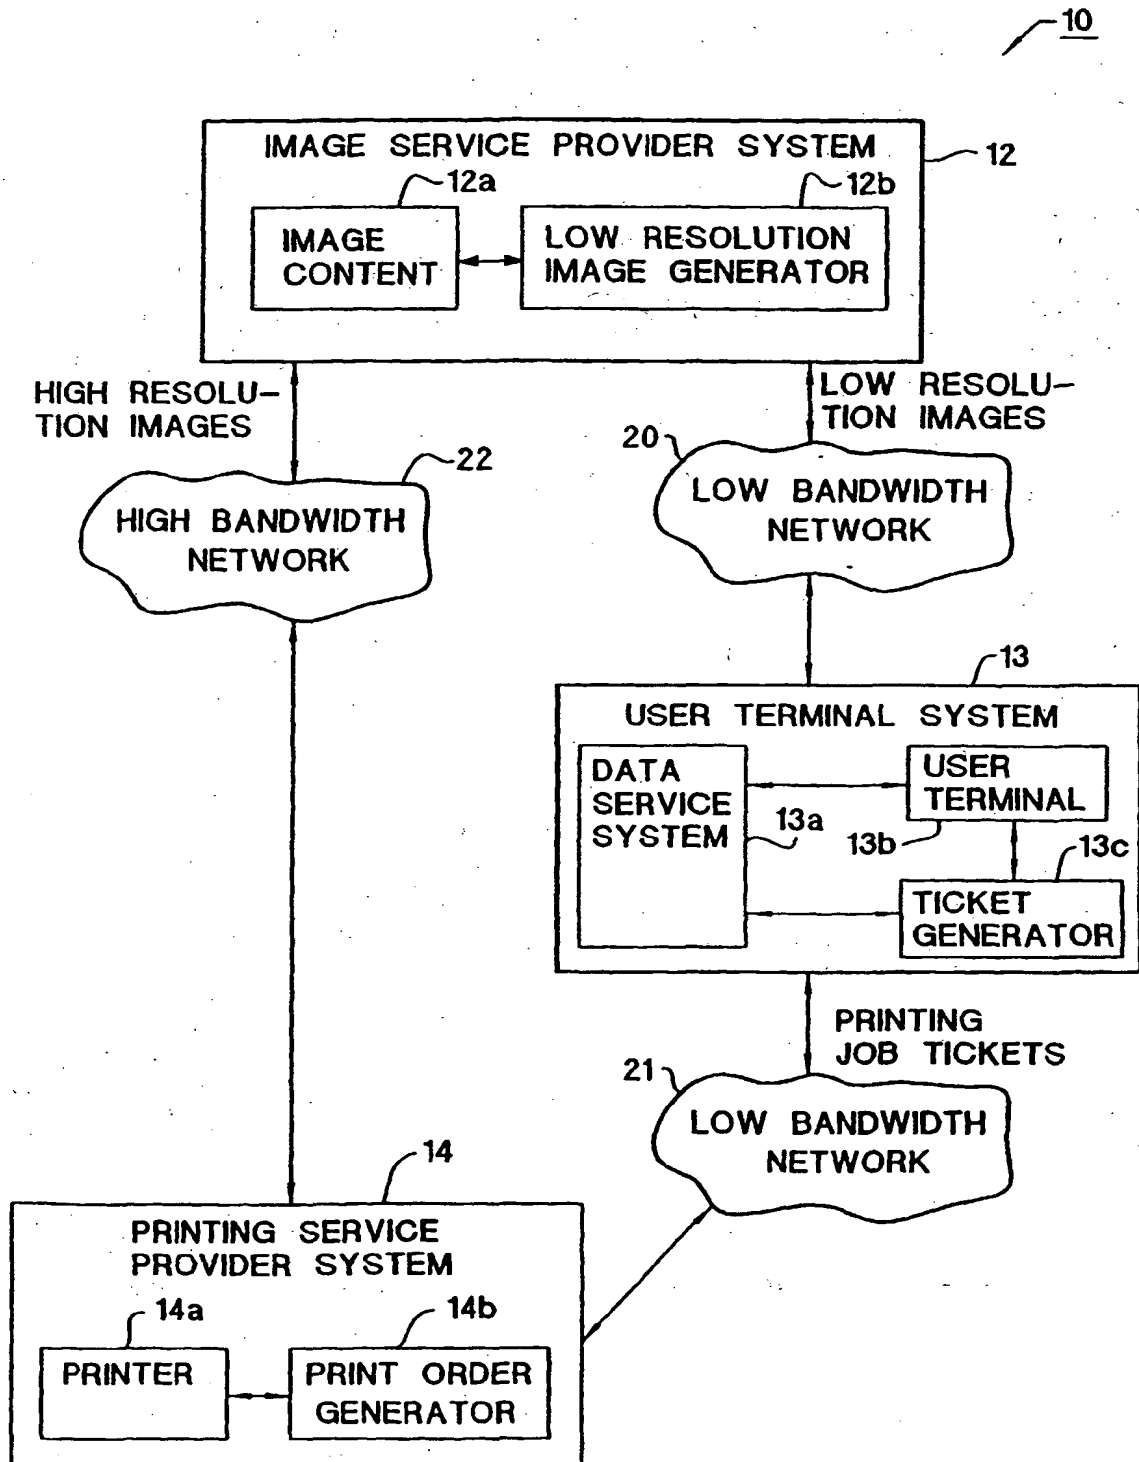 10
IMAGE SERVICE PROVIDER SYSTEM
12
12a
12b
IMAGE
CONTENT
LOW RESOLUTION
IMAGE GENERATOR
HIGH RESOLU-
TION IMAGES
LOW RESOLU-
TION IMAGES
22
HIGH BANDWIDTH
NETWORK
20
LOW BANDWIDTH
NETWORK
13
USER TERMINAL SYSTEM
DATA
SERVICE
SYSTEM
13a
USER
TERMINAL
13b
13c
TICKET
GENERATOR
PRINTING
JOB TICKETS
21
LOW BANDWIDTH
NETWORK
14
PRINTING SERVICE
PROVIDER SYSTEM
14a
14b
PRINTER
PRINT ORDER
GENERATOR